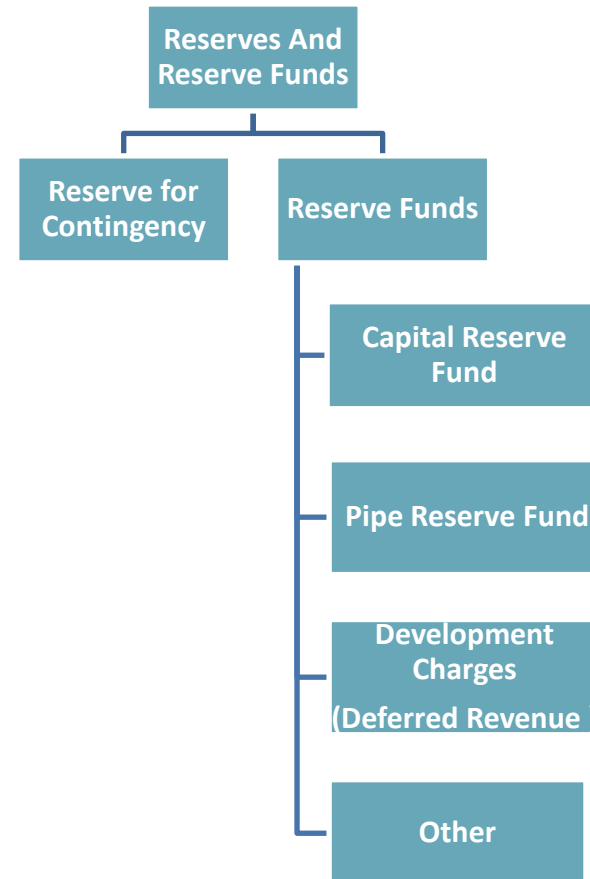 Reserves And
Reserve Funds
Reserve for
Contingency
Reserve Funds
Capital Reserve
Fund
Pipe Reserve Fund
Development
Charges
(Deferred Revenue )
Other